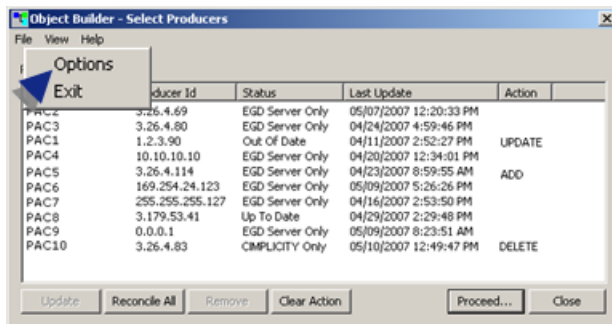 Object Builder - Select Producers
File View Help
Options
Exit
ducer Id Status Last Update Action
PAC2 3.26.4.69 EGD Server Only 05/07/2007 12:20:33 PM
PAC3 3.26.4.80 EGD Server Only 04/24/2007 4:59:46 PM
PAC1 1.2.3.90 Out Of Date 04/11/2007 2:52:27 PM UPDATE
PAC4 10.10.10.10 EGD Server Only 04/20/2007 12:34:01 PM
PAC5 3.26.4.114 EGD Server Only 04/23/2007 8:59:55 AM ADD
PAC6 169.254.24.123 EGD Server Only 05/09/2007 5:26:26 PM
PAC7 255.255.255.127 EGD Server Only 04/16/2007 2:53:50 PM
PAC8 3.179.53.41 Up To Date 04/29/2007 2:29:48 PM
PAC9 0.0.0.1 EGD Server Only 05/09/2007 8:23:51 AM
PAC10 3.26.4.83 CIMPLICITY Only 05/10/2007 12:49:47 PM DELETE
Update Reconcile All Remove Clear Action Proceed... Close